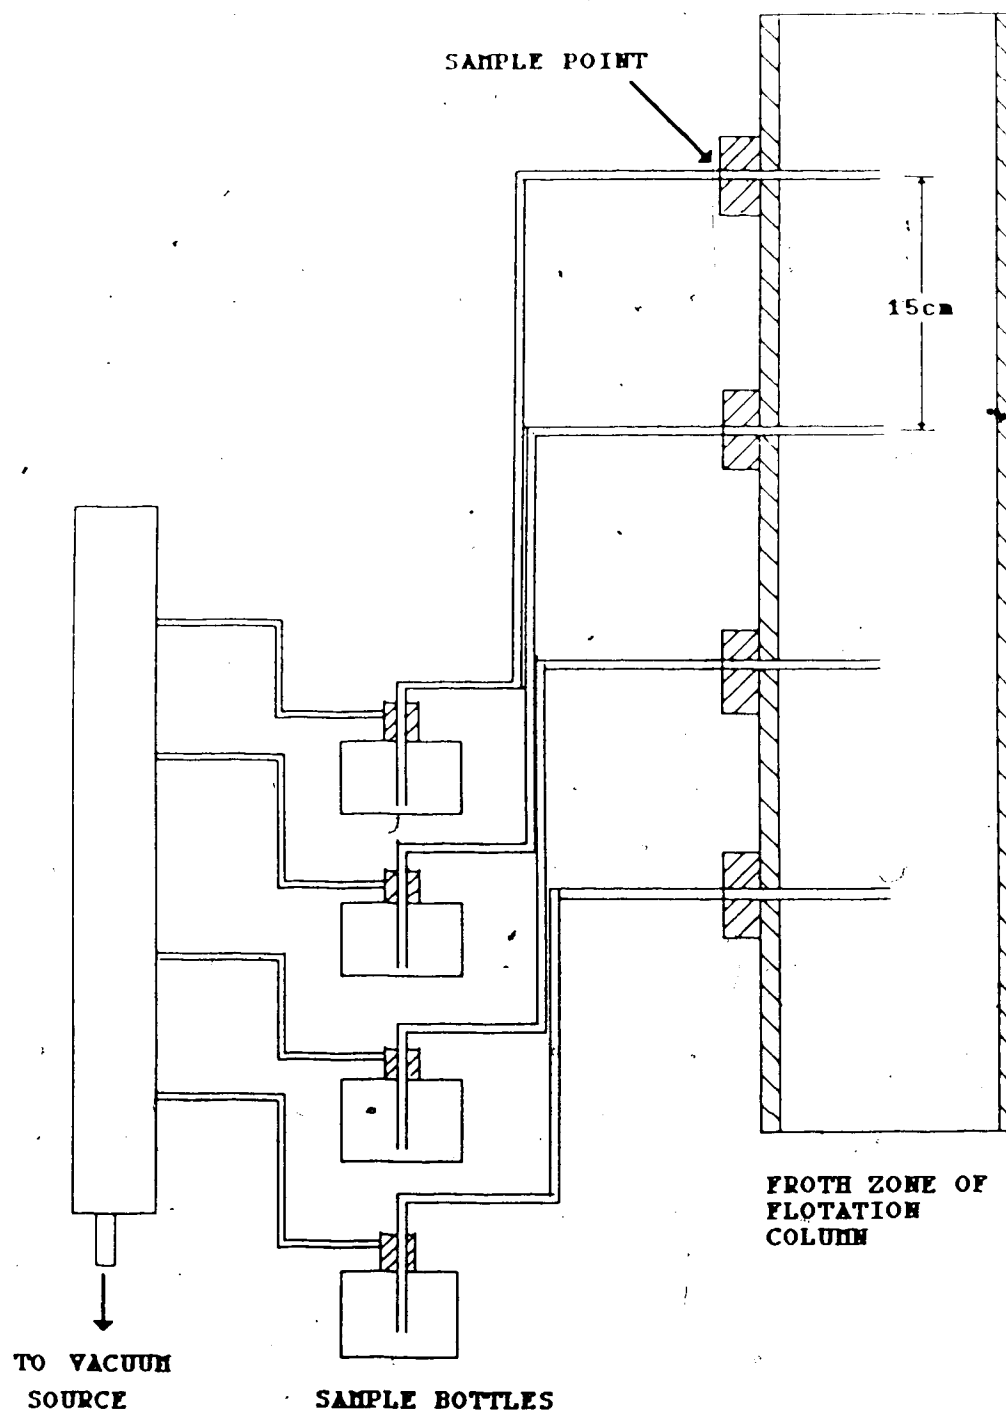 SAMPLE POINT
15cm
FROTH ZONE OF
FLOTATION
COLUMN
TO VACUUM
SOURCE
SAMPLE BOTTLES